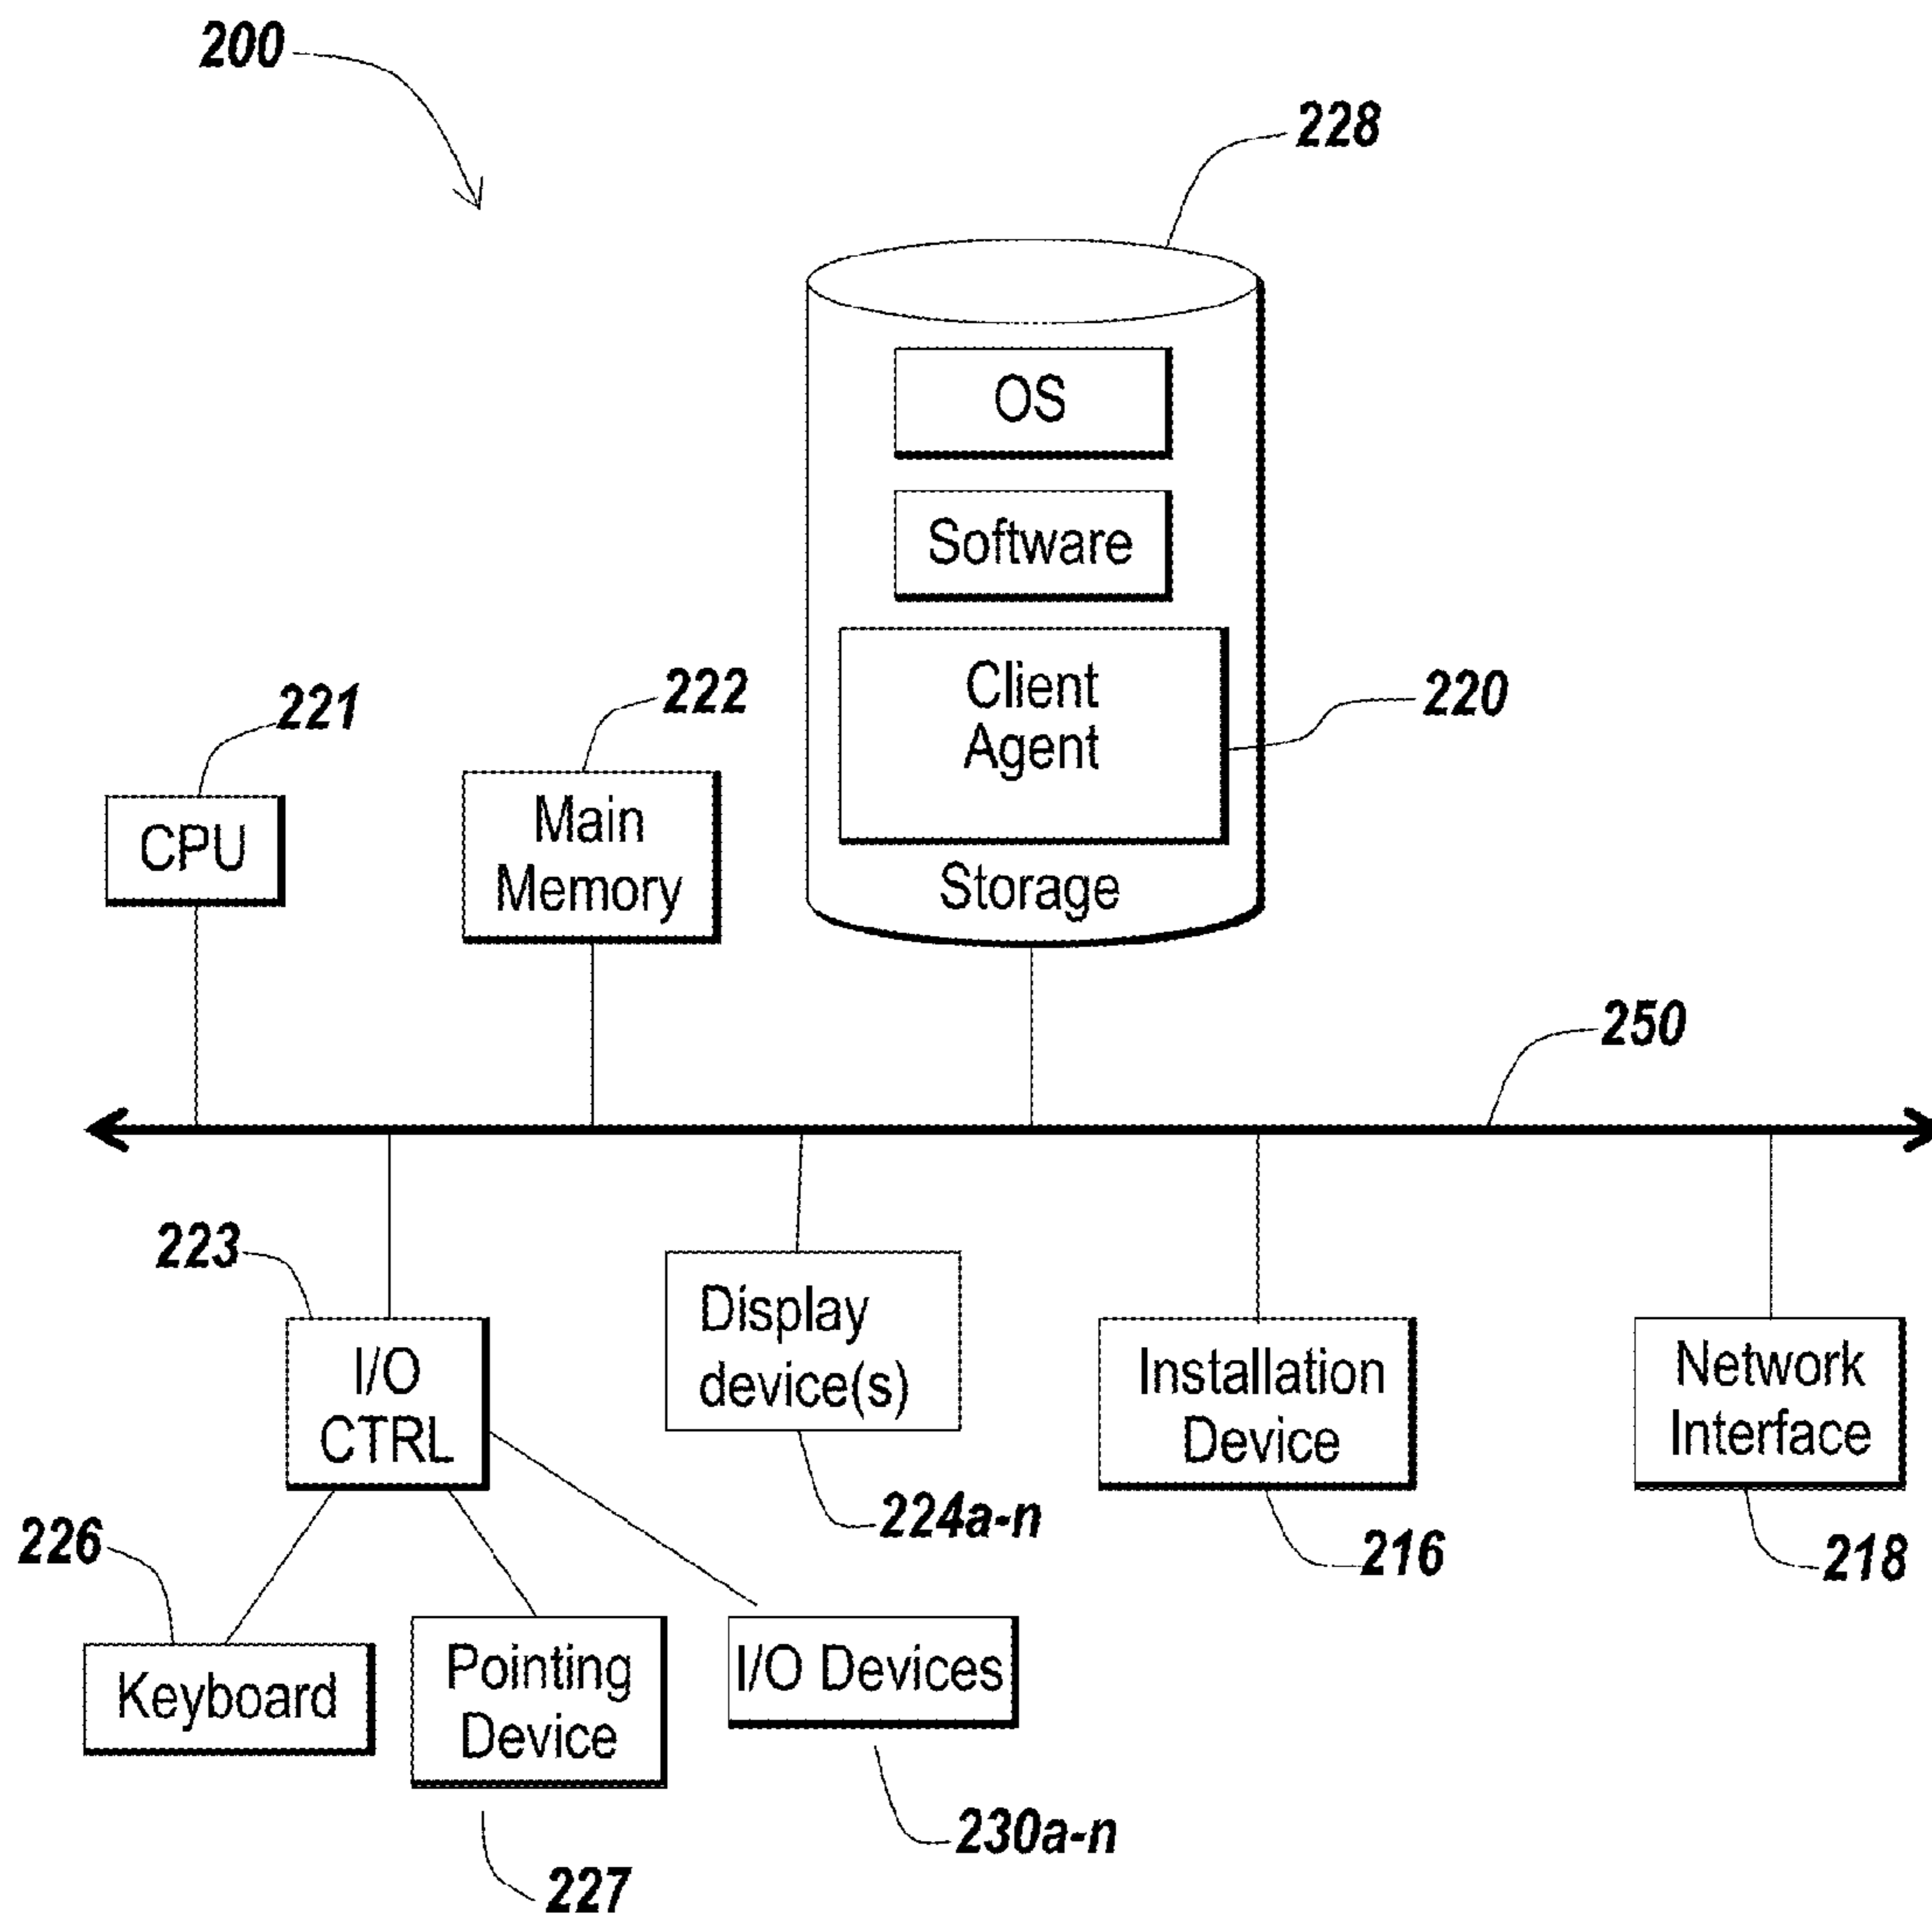 200
228
OS
Software
Client
Agent
220
221
222
CPU
Main
Memory
Storage
250
223
I/O
CTRL
Display
device(s)
Installation
Device
Network
Interface
224a-n
216
218
226
Keyboard
Pointing
Device
I/O Devices
230a-n
227